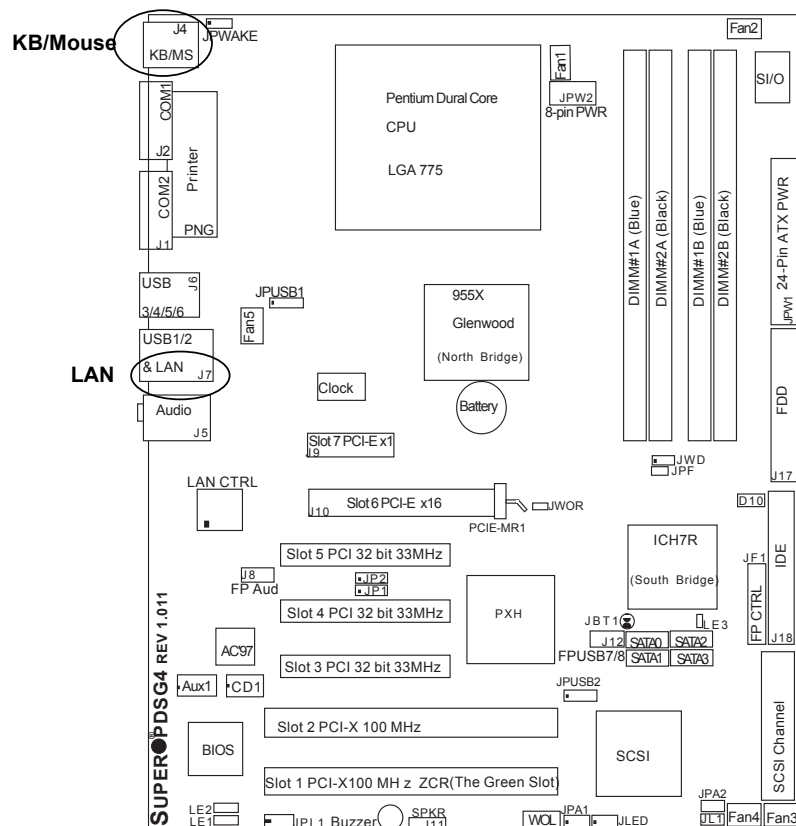 KB/Mouse
J4
KB/MS
JPWAKE
Fan2
Fan1
JPW2
8-pin PWR
SI/O
Pentium Dural Core
CPU
LGA 775
COM1
J2
Printer
PNG
COM2
J1
DIMM#1A (Blue)
DIMM#2A (Black)
DIMM#1B (Blue)
DIMM#2B (Black)
24-Pin ATX PWR
JPW1
USB
J6
3/4/5/6
JPUSB1
Fan5
955X
Glenwood
(North Bridge)
USB1/2
& LAN
J7
LAN
Clock
Battery
Audio
J5
FDD
J17
Slot 7 PCI-E x1
J9
JWD
JPF
LAN CTRL
Slot 6 PCI-E x16
J10
JWOR
PCIE-MR1
D10
ICH7R
(South Bridge)
JF1
IDE
FP CTRL
J18
Slot 5 PCI 32 bit 33MHz
J8
FP Aud
JP2
JP1
Slot 4 PCI 32 bit 33MHz
PXH
JBT1
LE3
J12
SATA0
SATA2
FPUSB7/8
SATA1
SATA3
AC'97
Slot 3 PCI 32 bit 33MHz
Aux1
CD1
JPUSB2
SUPER®PDSG4 REV 1.011
Slot 2 PCI-X 100 MHz
BIOS
SCSI
SCSI Channel
Slot 1 PCI-X100 MH z ZCR(The Green Slot)
JPA2
LE2
LE1
JPL1
Buzzer
SPKR
J11
WOL
JPA1
JLED
JL1
Fan4
Fan3